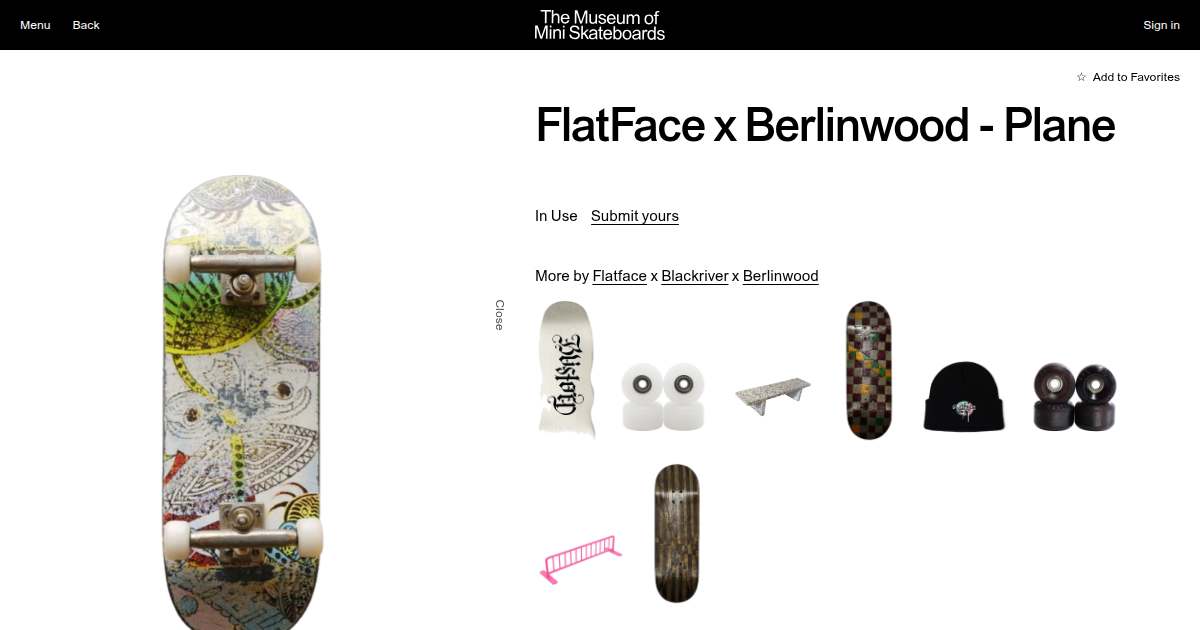 Menu
Back
The Museum of
Mini Skateboards
Sign in
☆ Add to Favorites
FlatFace x Berlinwood - Plane
In Use Submit yours
More by Flatface x Blackriver x Berlinwood
Close